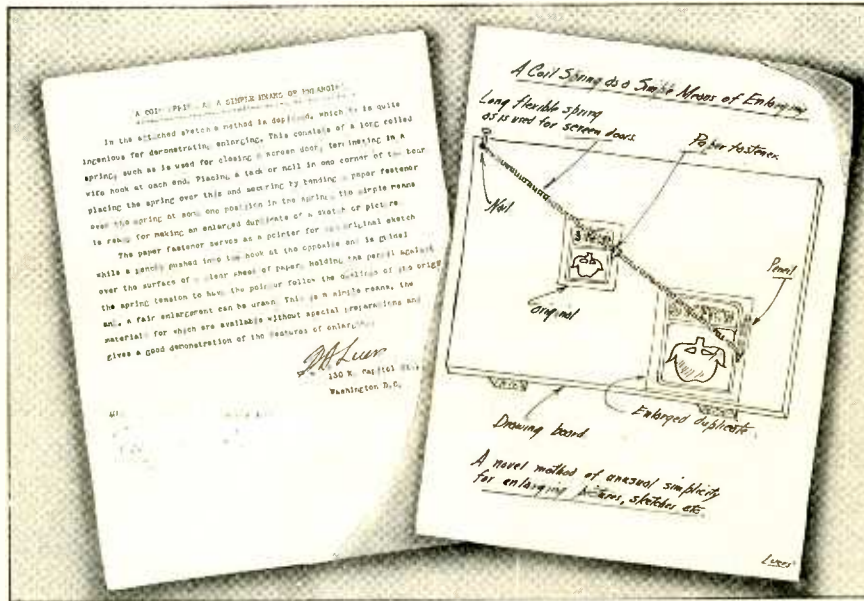 A COIL SPRING AS A SIMPLE MEANS OF ENLARGING
In the attached sketch a method is depicted, which is quite
ingenious for demonstrating enlarging. This consists of a long coiled
spring, such as is used for closing a screen door, terminating in a
wire hook at each end. Placing a tack or nail in one corner of the boar
placing the spring over this and securing by bending a paper fastener
over the spring at some one position in the spring, the simple means
is ready for making an enlarged duplicate of a sketch or picture.
The paper fastener serves as a pointer for the original sketch
while a pencil pushed into the hook at the opposite end is guided
over the surface of a clear sheet of paper. Holding the pencil against
the spring tension to have the pointer follow the outlines of the origi
, a fair enlargement can be drawn. This is a simple means, the
materials for which are available without special preparations and
gives a good demonstration of the features of
150 E. Capitol St.,
Washington D.C.
A Coil Spring as a Simple Means of Enlarging
Long flexible spring
as is used for screen doors.
Paper fastener
Nail
Original
Pencil
Enlarged duplicate.
Drawing board
A novel method of unusual simplicity
for enlarging pictures, sketches etc.